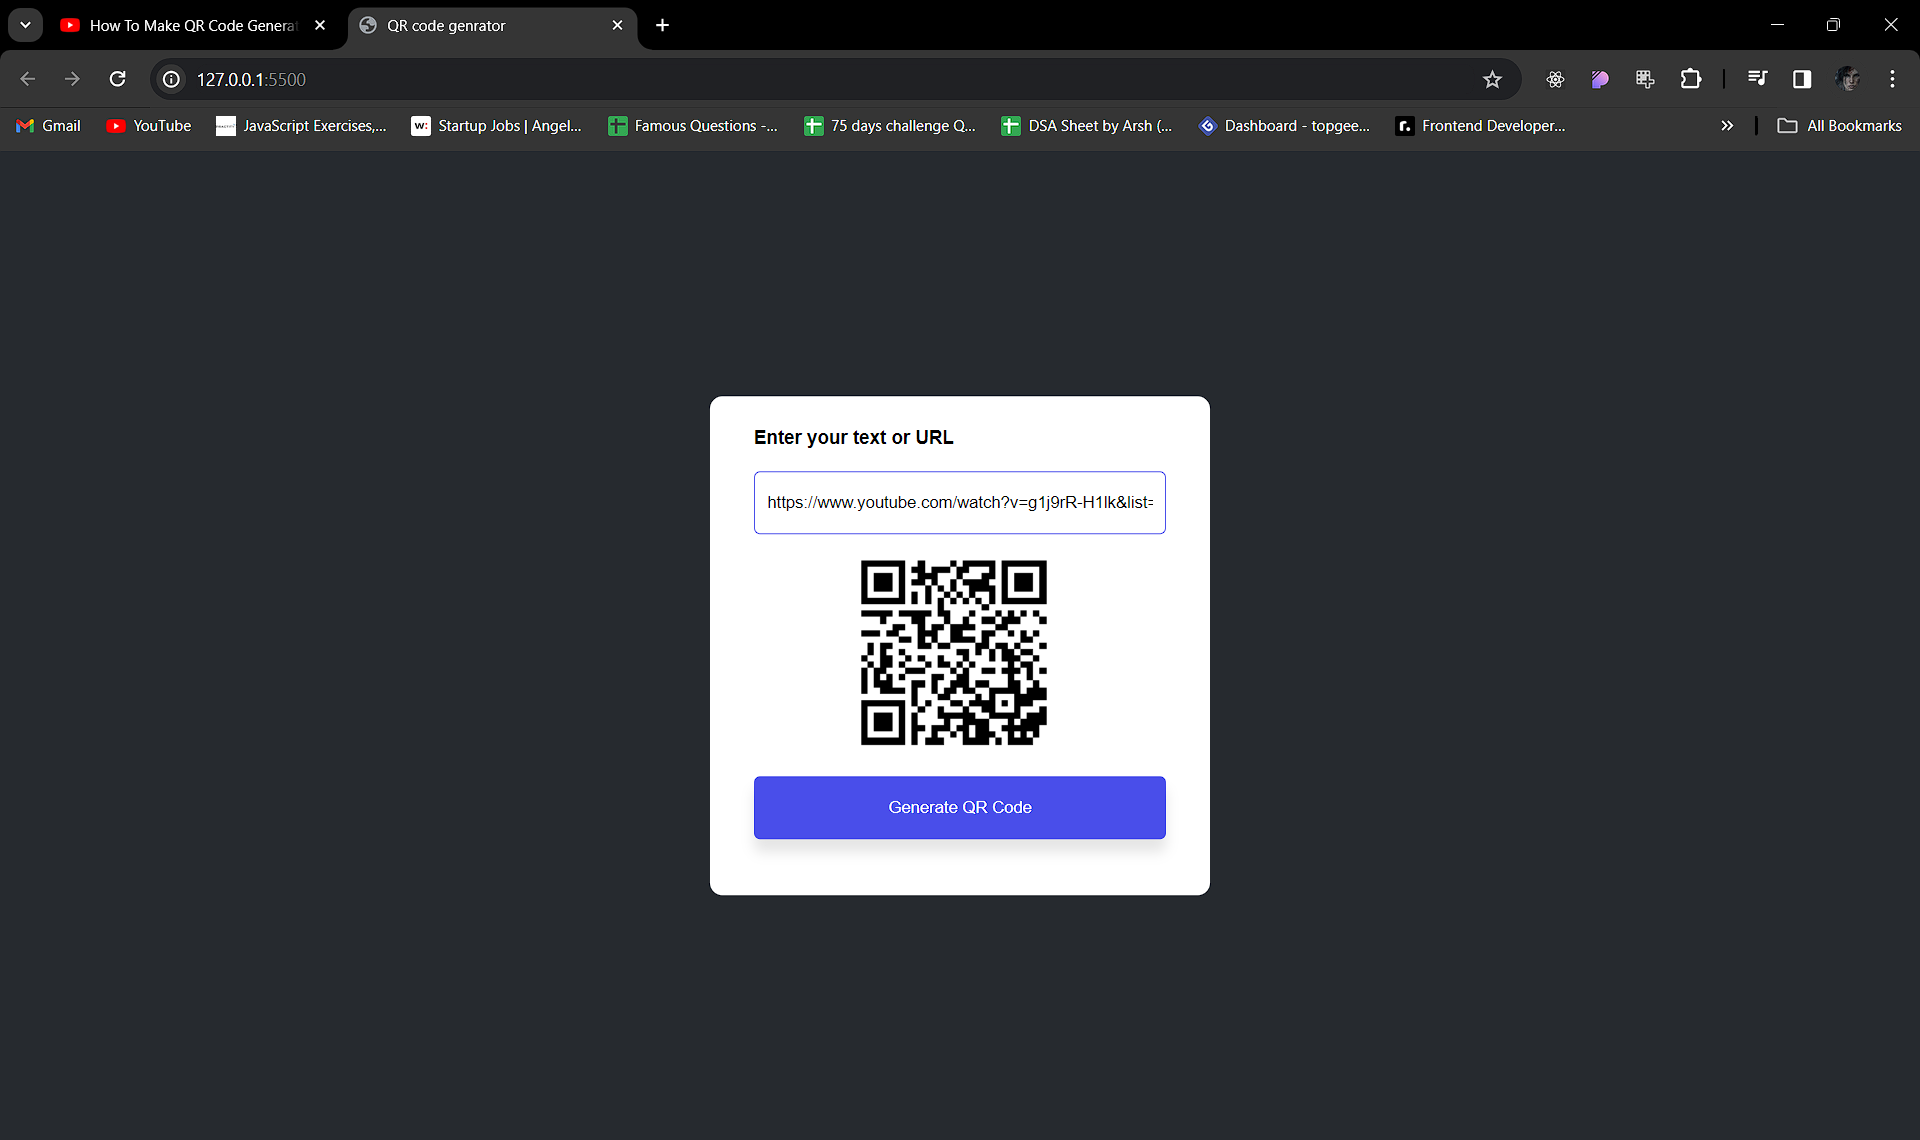 How To Make QR Code Genera
QR code genrator
127.0.0.1:5500
Gmail
YouTube
JavaScript Exercises,...
w:
Startup Jobs | Angel...
Famous Questions -...
75 days challenge Q...
DSA Sheet by Arsh (...
Dashboard - topgee...
r.
Frontend Developer...
All Bookmarks
Enter your text or URL
https://www.youtube.com/watch?v=g1j9rR-H1lk&list=
Generate QR Code